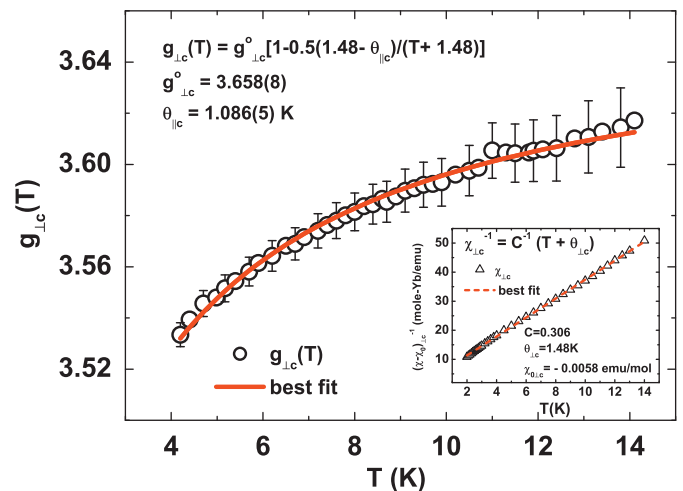 g⊥c(T) = g°⊥c[1-0.5(1.48- θ||c)/(T+ 1.48)]
g°⊥c = 3.658(8)
θ||c = 1.086(5) K
3.64
3.60
3.56
3.52
g⊥c(T)
g⊥c(T)
best fit
4 6 8 10 12 14
T (K)
χ⊥c⁻¹ = C⁻¹ (T + θ⊥c)
χ⊥c
best fit
C=0.306
θ⊥c=1.48K
χ0⊥c= - 0.0058 emu/mol
50
40
30
20
10
0
(χ-χ0)⊥c⁻¹ (mole-Yb/emu)
2 4 6 8 10 12 14
T(K)